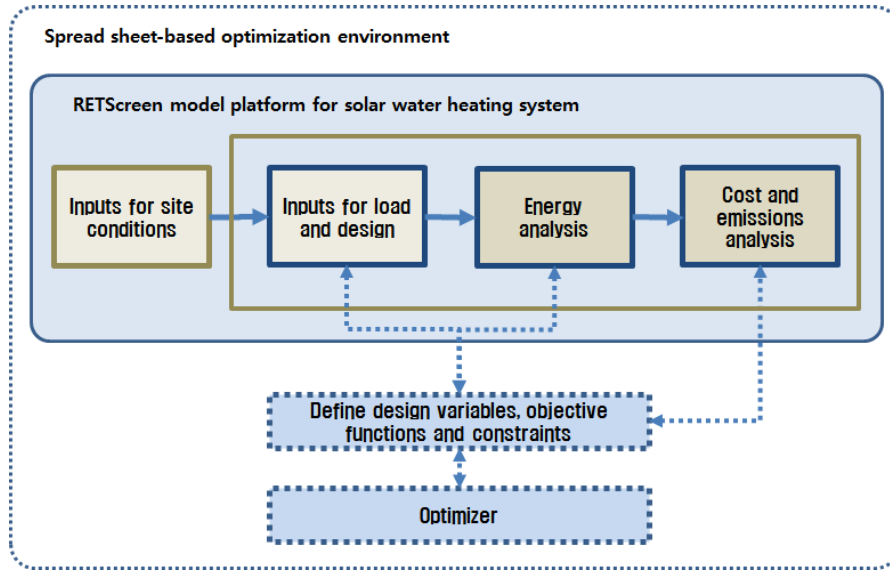 Spread sheet-based optimization environment
RETScreen model platform for solar water heating system
Inputs for site
conditions
Inputs for load
and design
Energy
analysis
Cost and
emissions
analysis
Define design variables, objective
functions and constraints
Optimizer